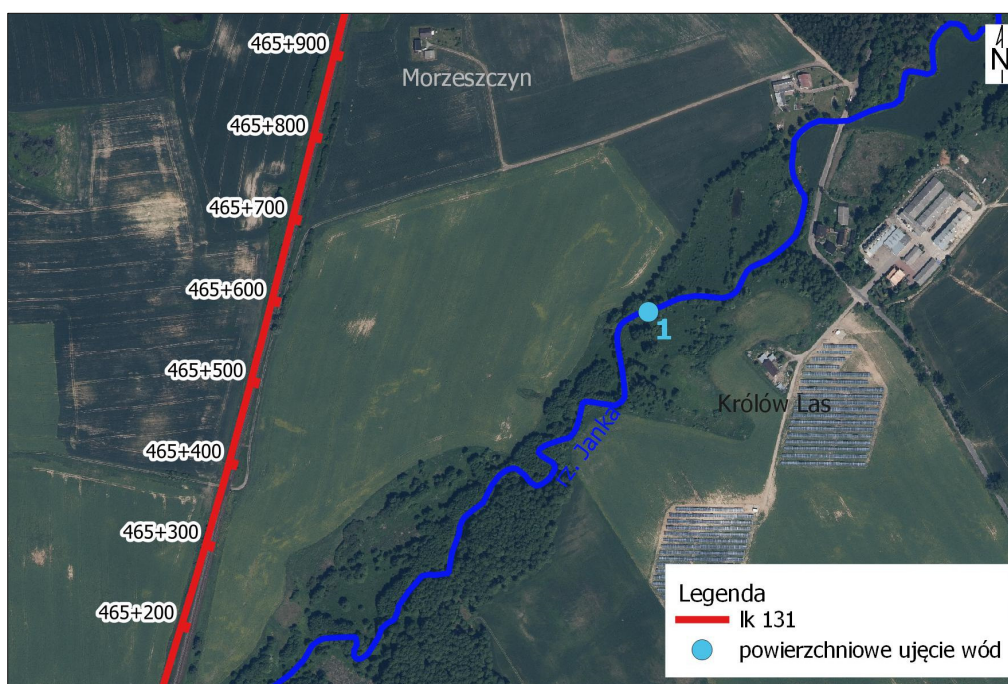 465+900
Morzeszczyn
N
465+800
465+700
465+600
1
465+500
Królów Las
465+400
rz. Janka
465+300
465+200
Legenda
lk 131
powierzchniowe ujęcie wód